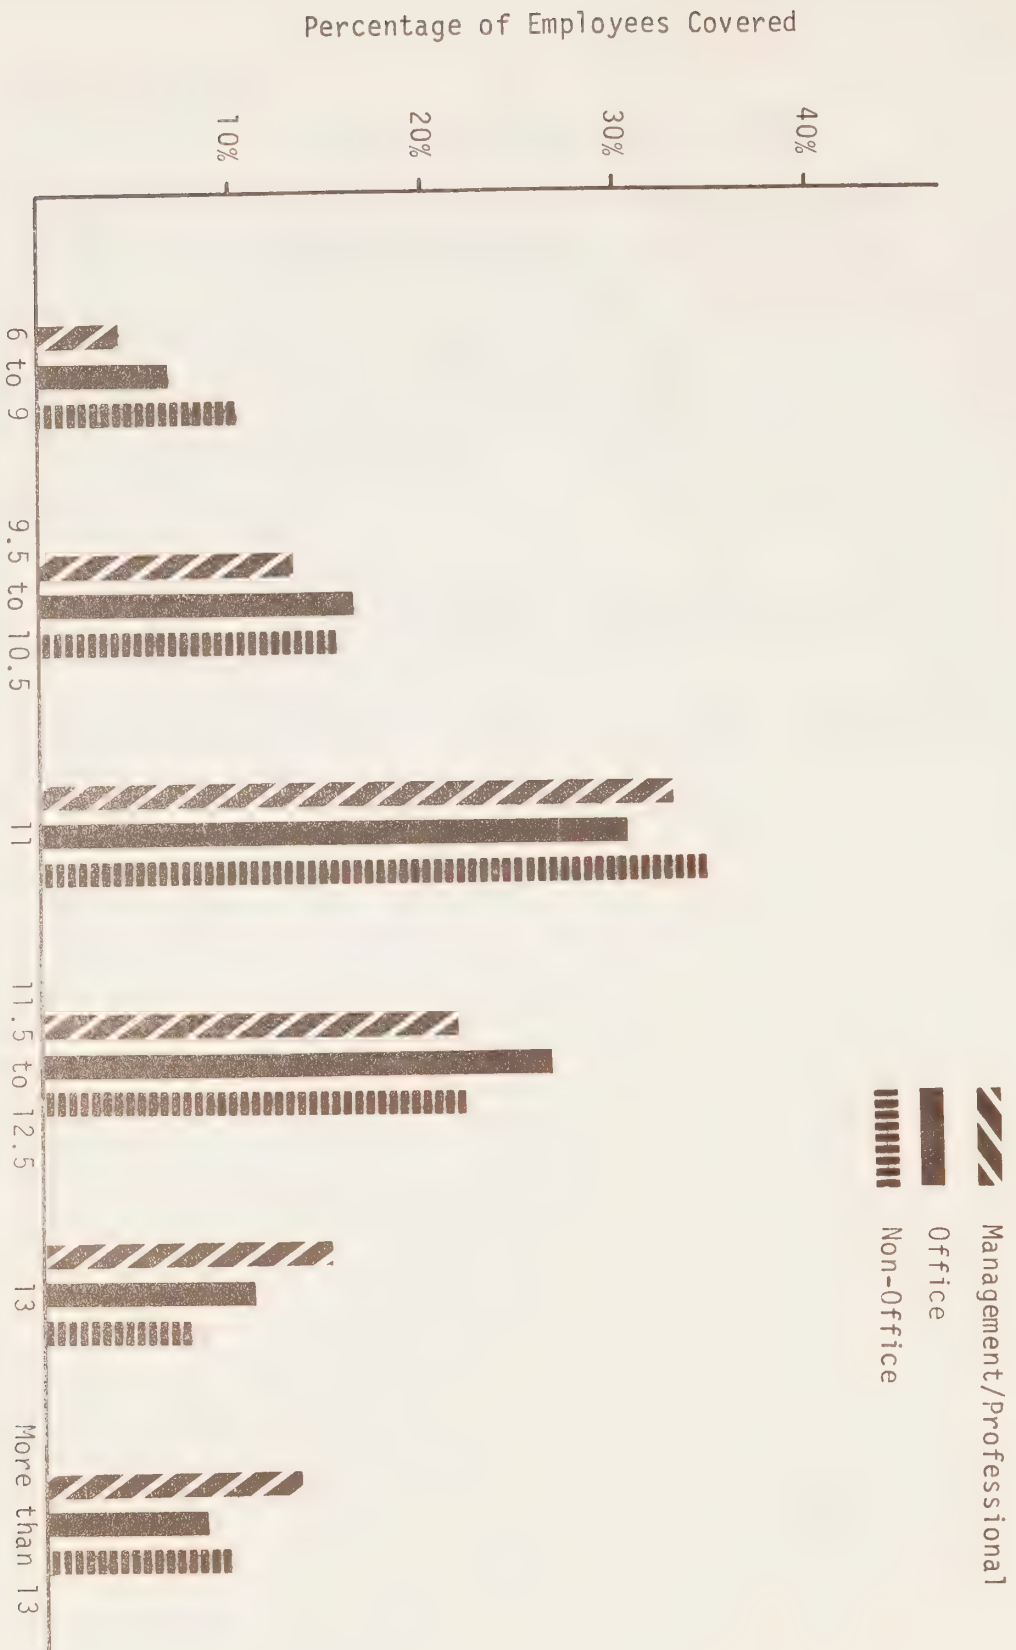 Percentage of Employees Covered
40%
30%
20%
10%
Management/Professional
Office
Non-Office
6 to 9
9.5 to 10.5
11
11.5 to 12.5
13
More than 13